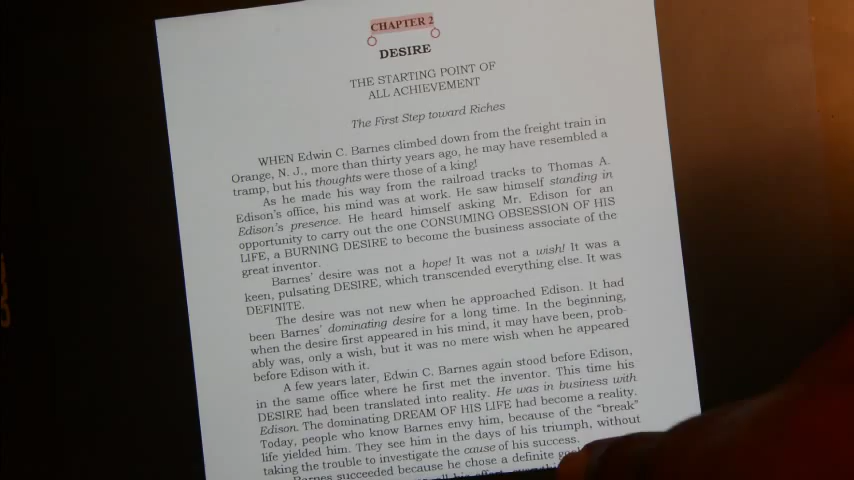 CHAPTER 2
DESIRE
THE STARTING POINT OF
ALL ACHIEVEMENT
The First Step toward Riches
WHEN Edwin C. Barnes climbed down from the freight train in
Orange, N. J., more than thirty years ago, he may have resembled a
tramp, but his thoughts were those of a king!
As he made his way from the railroad tracks to Thomas A.
Edison's office, his mind was at work. He saw himself standing in
Edison's presence. He heard himself asking Mr. Edison for an
opportunity to carry out the one CONSUMING OBSESSION OF HIS
LIFE, a BURNING DESIRE to become the business associate of the
great inventor.
Barnes' desire was not a hope! It was not a wish! It was a
keen, pulsating DESIRE, which transcended everything else. It was
DEFINITE.
The desire was not new when he approached Edison. It had
been Barnes' dominating desire for a long time. In the beginning,
when the desire first appeared in his mind, it may have been, prob-
ably was, only a wish, but it was no mere wish when he appeared
before Edison with it.
A few years later, Edwin C. Barnes again stood before Edison,
in the same office where he first met the inventor. This time his
DESIRE had been translated into reality. He was in business with
Edison. The dominating DREAM OF HIS LIFE had become a reality.
Today, people who know Barnes envy him, because of the "break"
life yielded him. They see him in the days of his triumph, without
taking the trouble to investigate the cause of his success.
Barnes succeeded because he chose a definite
all his effort